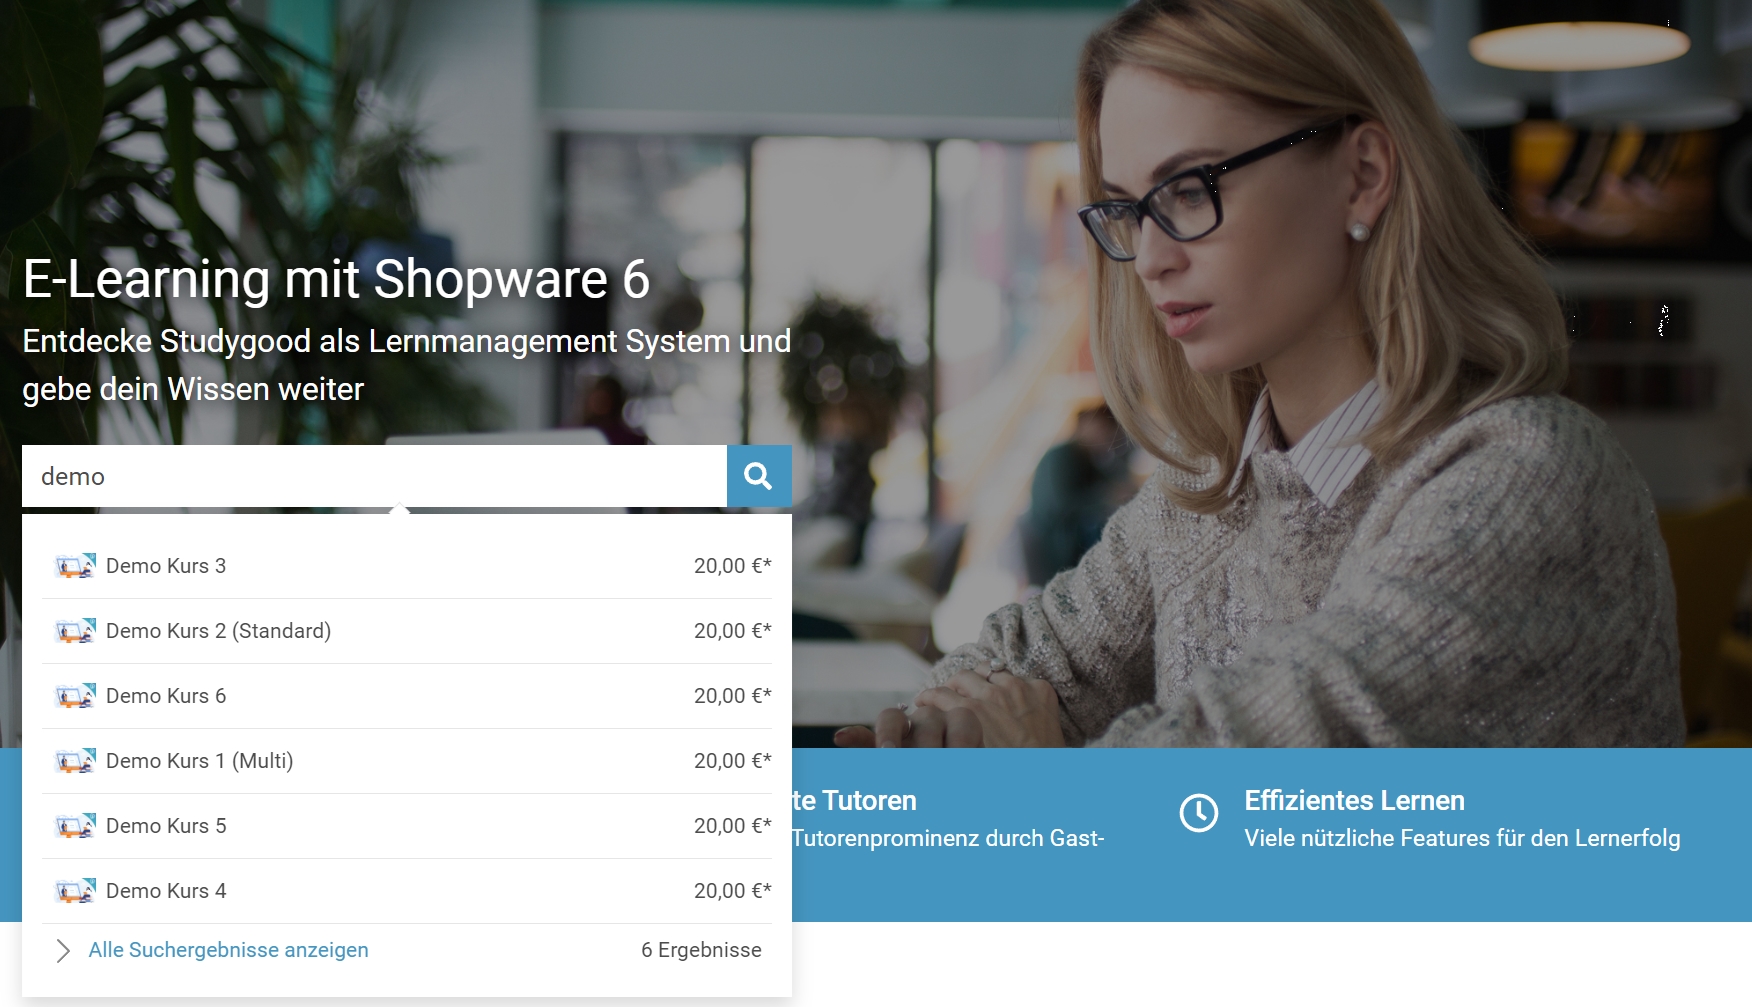 E-Learning mit Shopware 6
Entdecke Studygood als Lernmanagement System und
gebe dein Wissen weiter
demo
Demo Kurs 3 20,00 €*
Demo Kurs 2 (Standard) 20,00 €*
Demo Kurs 6 20,00 €*
Demo Kurs 1 (Multi) 20,00 €*
Demo Kurs 5 20,00 €*
Demo Kurs 4 20,00 €*
Alle Suchergebnisse anzeigen 6 Ergebnisse
te Tutoren
Tutorenprominenz durch Gast-
Effizientes Lernen
Viele nützliche Features für den Lernerfolg